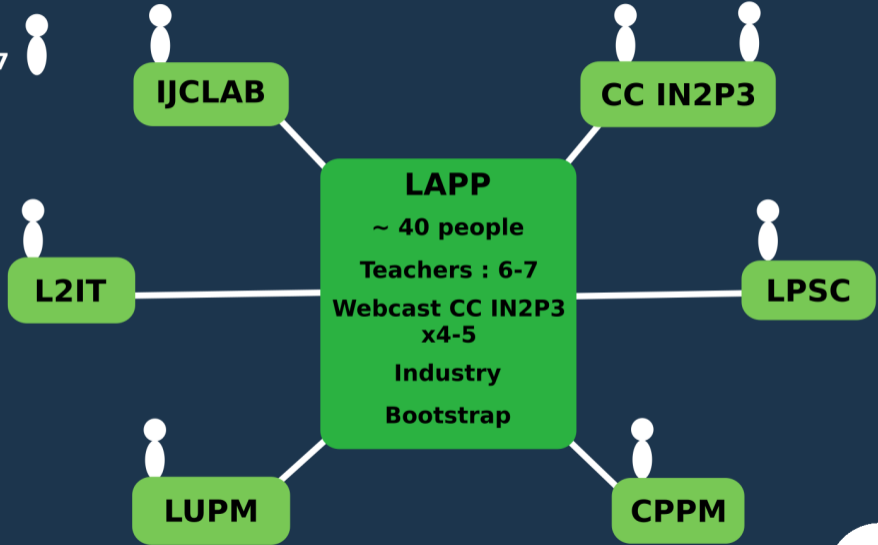 7
IJCLAB
CC IN2P3
LAPP
~ 40 people
Teachers : 6-7
Webcast CC IN2P3
x4-5
Industry
Bootstrap
L2IT
LPSC
LUPM
CPPM